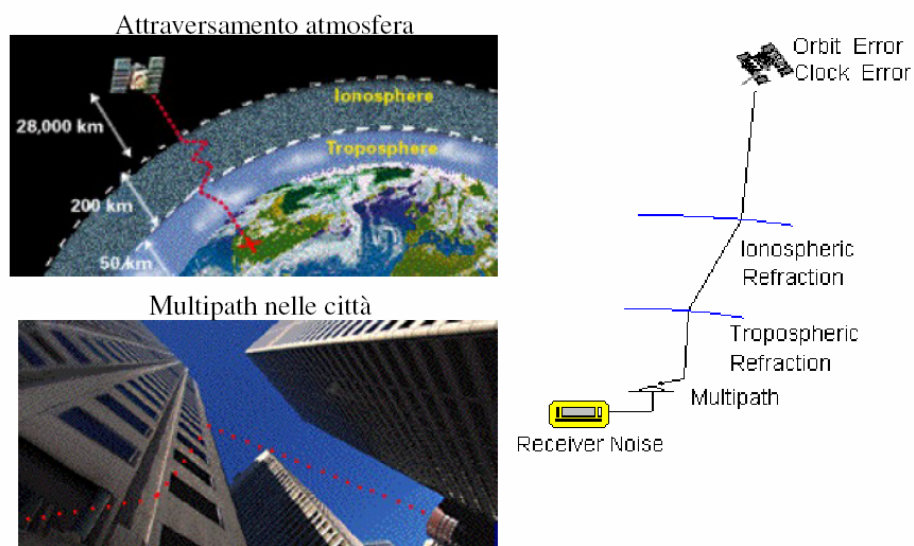 Attraversamento atmosfera
Ionosphere
28,000 km
Troposphere
200 km
50 km
Multipath nelle città
Orbit Error
Clock Error
Ionospheric
Refraction
Tropospheric
Refraction
Multipath
Receiver Noise